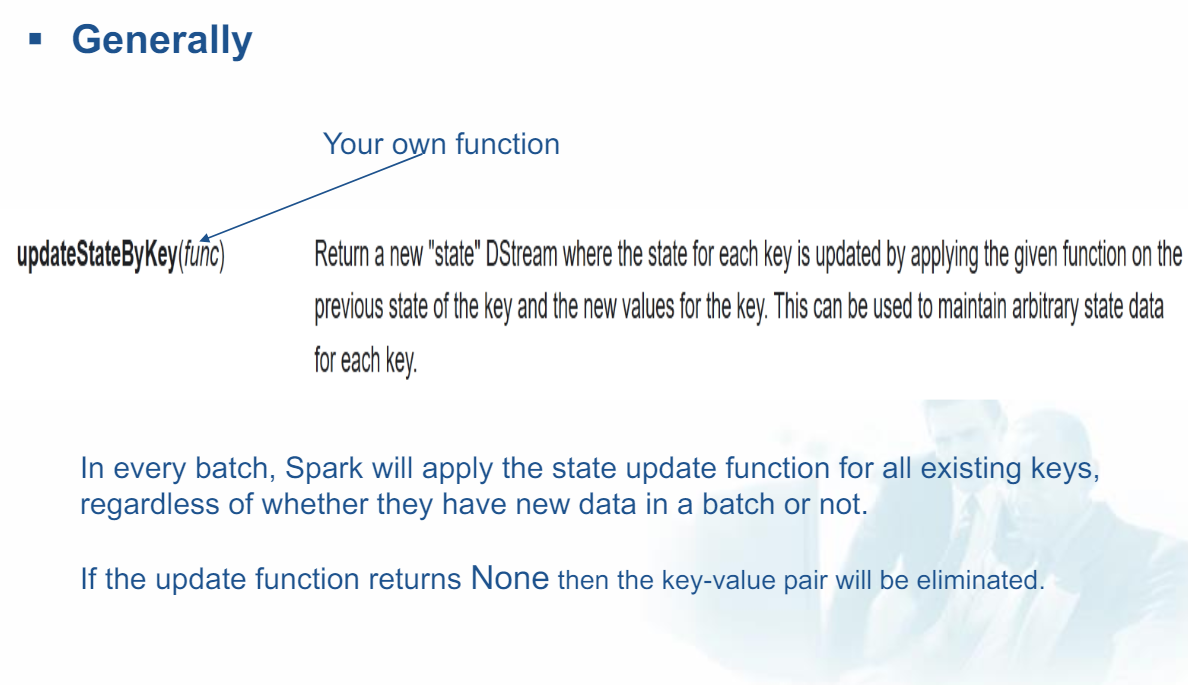 ▪ Generally
Your own function
updateStateByKey(func)
Return a new "state" DStream where the state for each key is updated by applying the given function on the
previous state of the key and the new values for the key. This can be used to maintain arbitrary state data
for each key.
In every batch, Spark will apply the state update function for all existing keys,
regardless of whether they have new data in a batch or not.
If the update function returns None then the key-value pair will be eliminated.